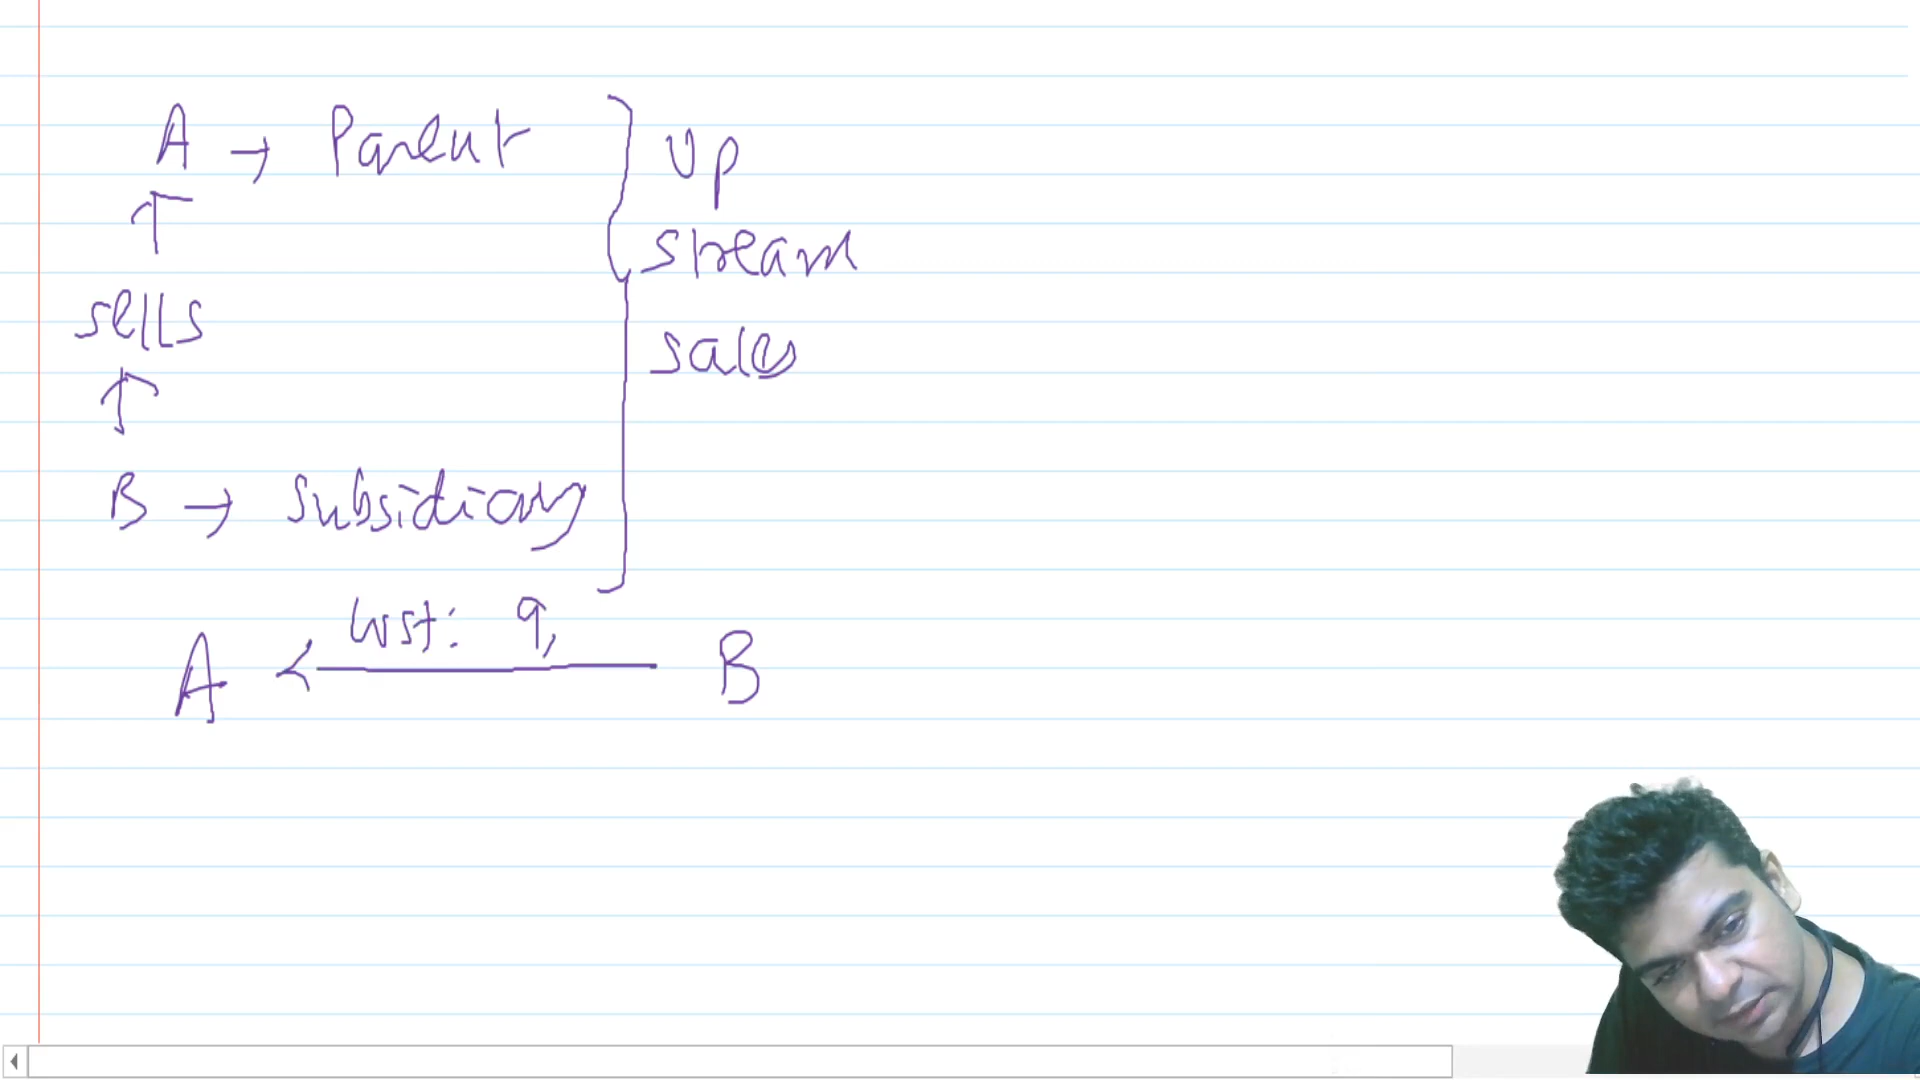 A → Parent
↑
sells
↑
B → Subsidiary
Up
stream
sales
Cost: 9,
A ← B